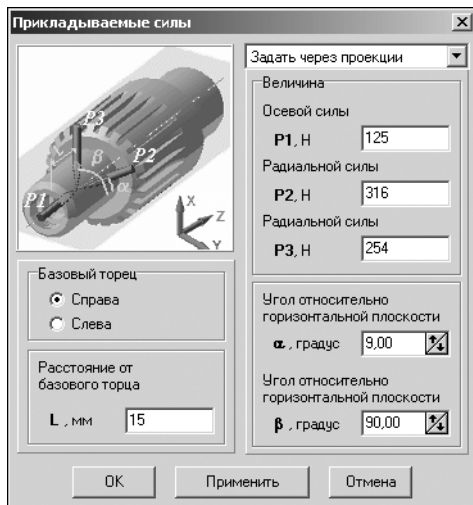 Прикладываемые силы
P3
β
P2
α
P1
X
Z
Y
Базовый торец
Справа
Слева
Расстояние от
базового торца
L , мм 15
Задать через проекции
Величина
Осевой силы
P1, Н 125
Радиальной силы
P2, Н 316
Радиальной силы
P3, Н 254
Угол относительно
горизонтальной плоскости
α , градус 9,00
Угол относительно
горизонтальной плоскости
β , градус 90,00
OK Применить Отмена